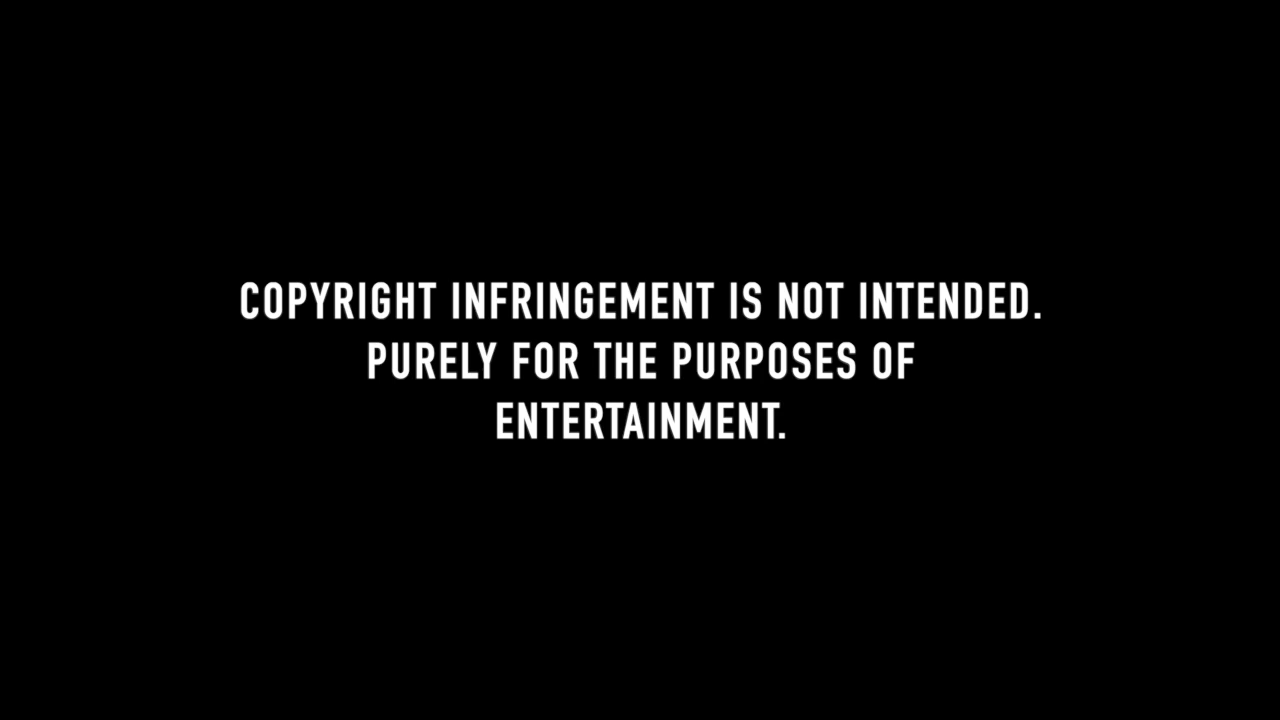 COPYRIGHT INFRINGEMENT IS NOT INTENDED.
PURELY FOR THE PURPOSES OF
ENTERTAINMENT.